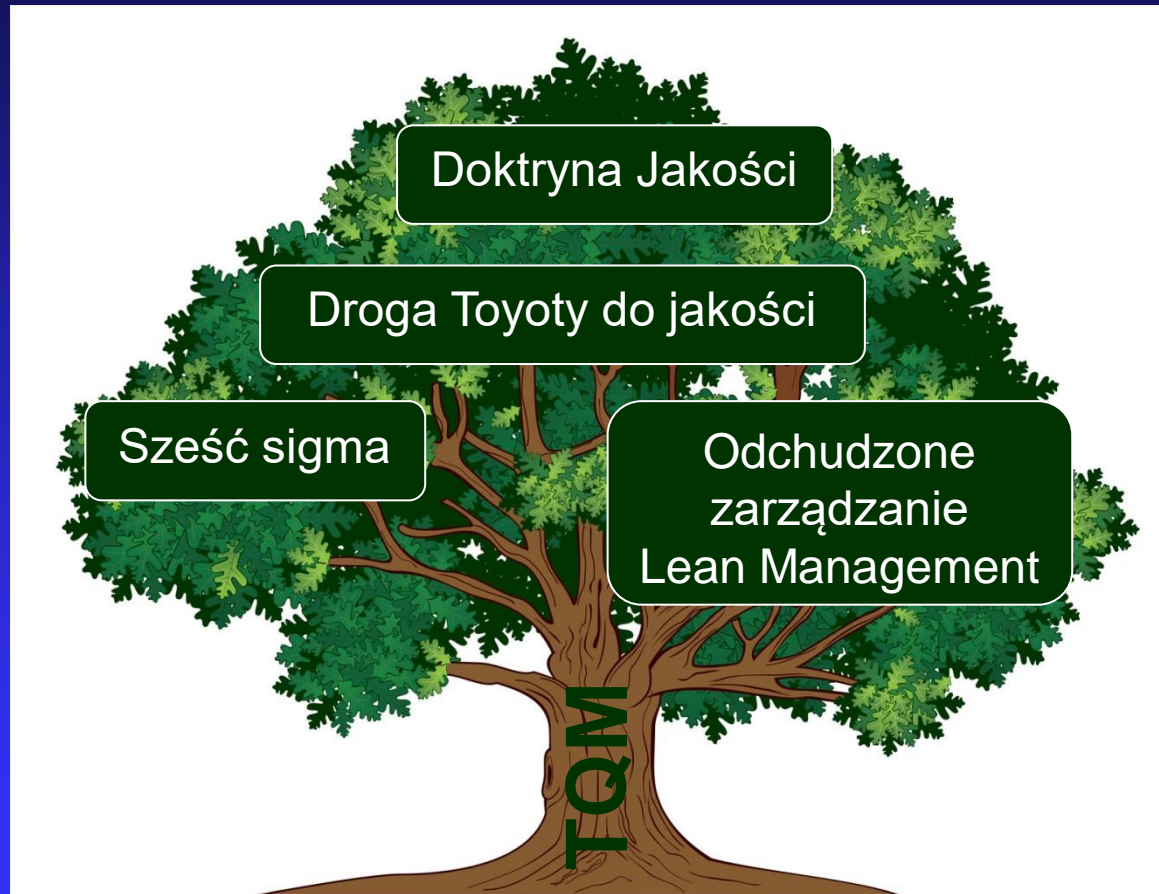 Doktryna Jakości
Droga Toyoty do jakości
Sześć sigma
Odchudzone
zarządzanie
Lean Management
TQM